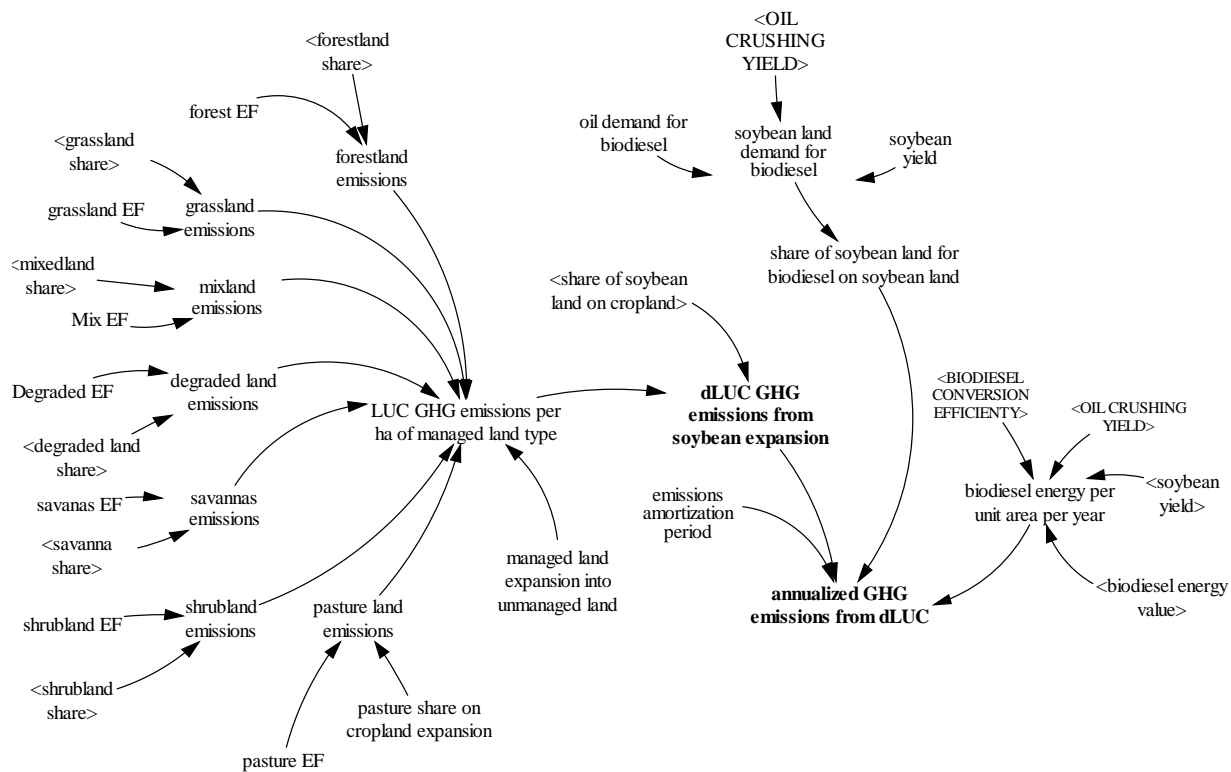 <OIL
CRUSHING
YIELD>
<forestland
share>
forest EF
oil demand for
biodiesel
soybean land
demand for
biodiesel
soybean
yield
<grassland
share>
forestland
emissions
grassland EF
grassland
emissions
share of soybean land for
biodiesel on soybean land
<mixedland
share>
mixland
emissions
<share of soybean
land on cropland>
Mix EF
Degraded EF
degraded land
emissions
LUC GHG emissions per
ha of managed land type
dLUC GHG
emissions from
soybean expansion
<BIODIESEL
CONVERSION
EFFICIENTY>
<OIL CRUSHING
YIELD>
<degraded land
share>
savanas EF
savannas
emissions
emissions
amortization
period
biodiesel energy per
unit area per year
<soybean
yield>
<savanna
share>
managed land
expansion into
unmanaged land
<biodiesel energy
value>
shrubland EF
shrubland
emissions
pasture land
emissions
annualized GHG
emissions from dLUC
<shrubland
share>
pasture share on
cropland expansion
pasture EF